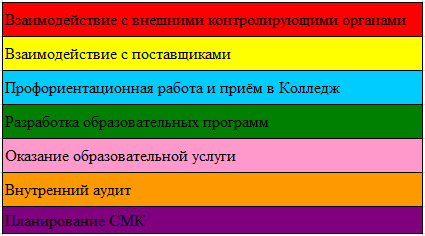 Взаимодействие с внешними контролирующими органами
Взаимодействие с поставщиками
Профориентационная работа и приём в Колледж
Разработка образовательных программ
Оказание образовательной услуги
Внутренний аудит
Планирование СМК